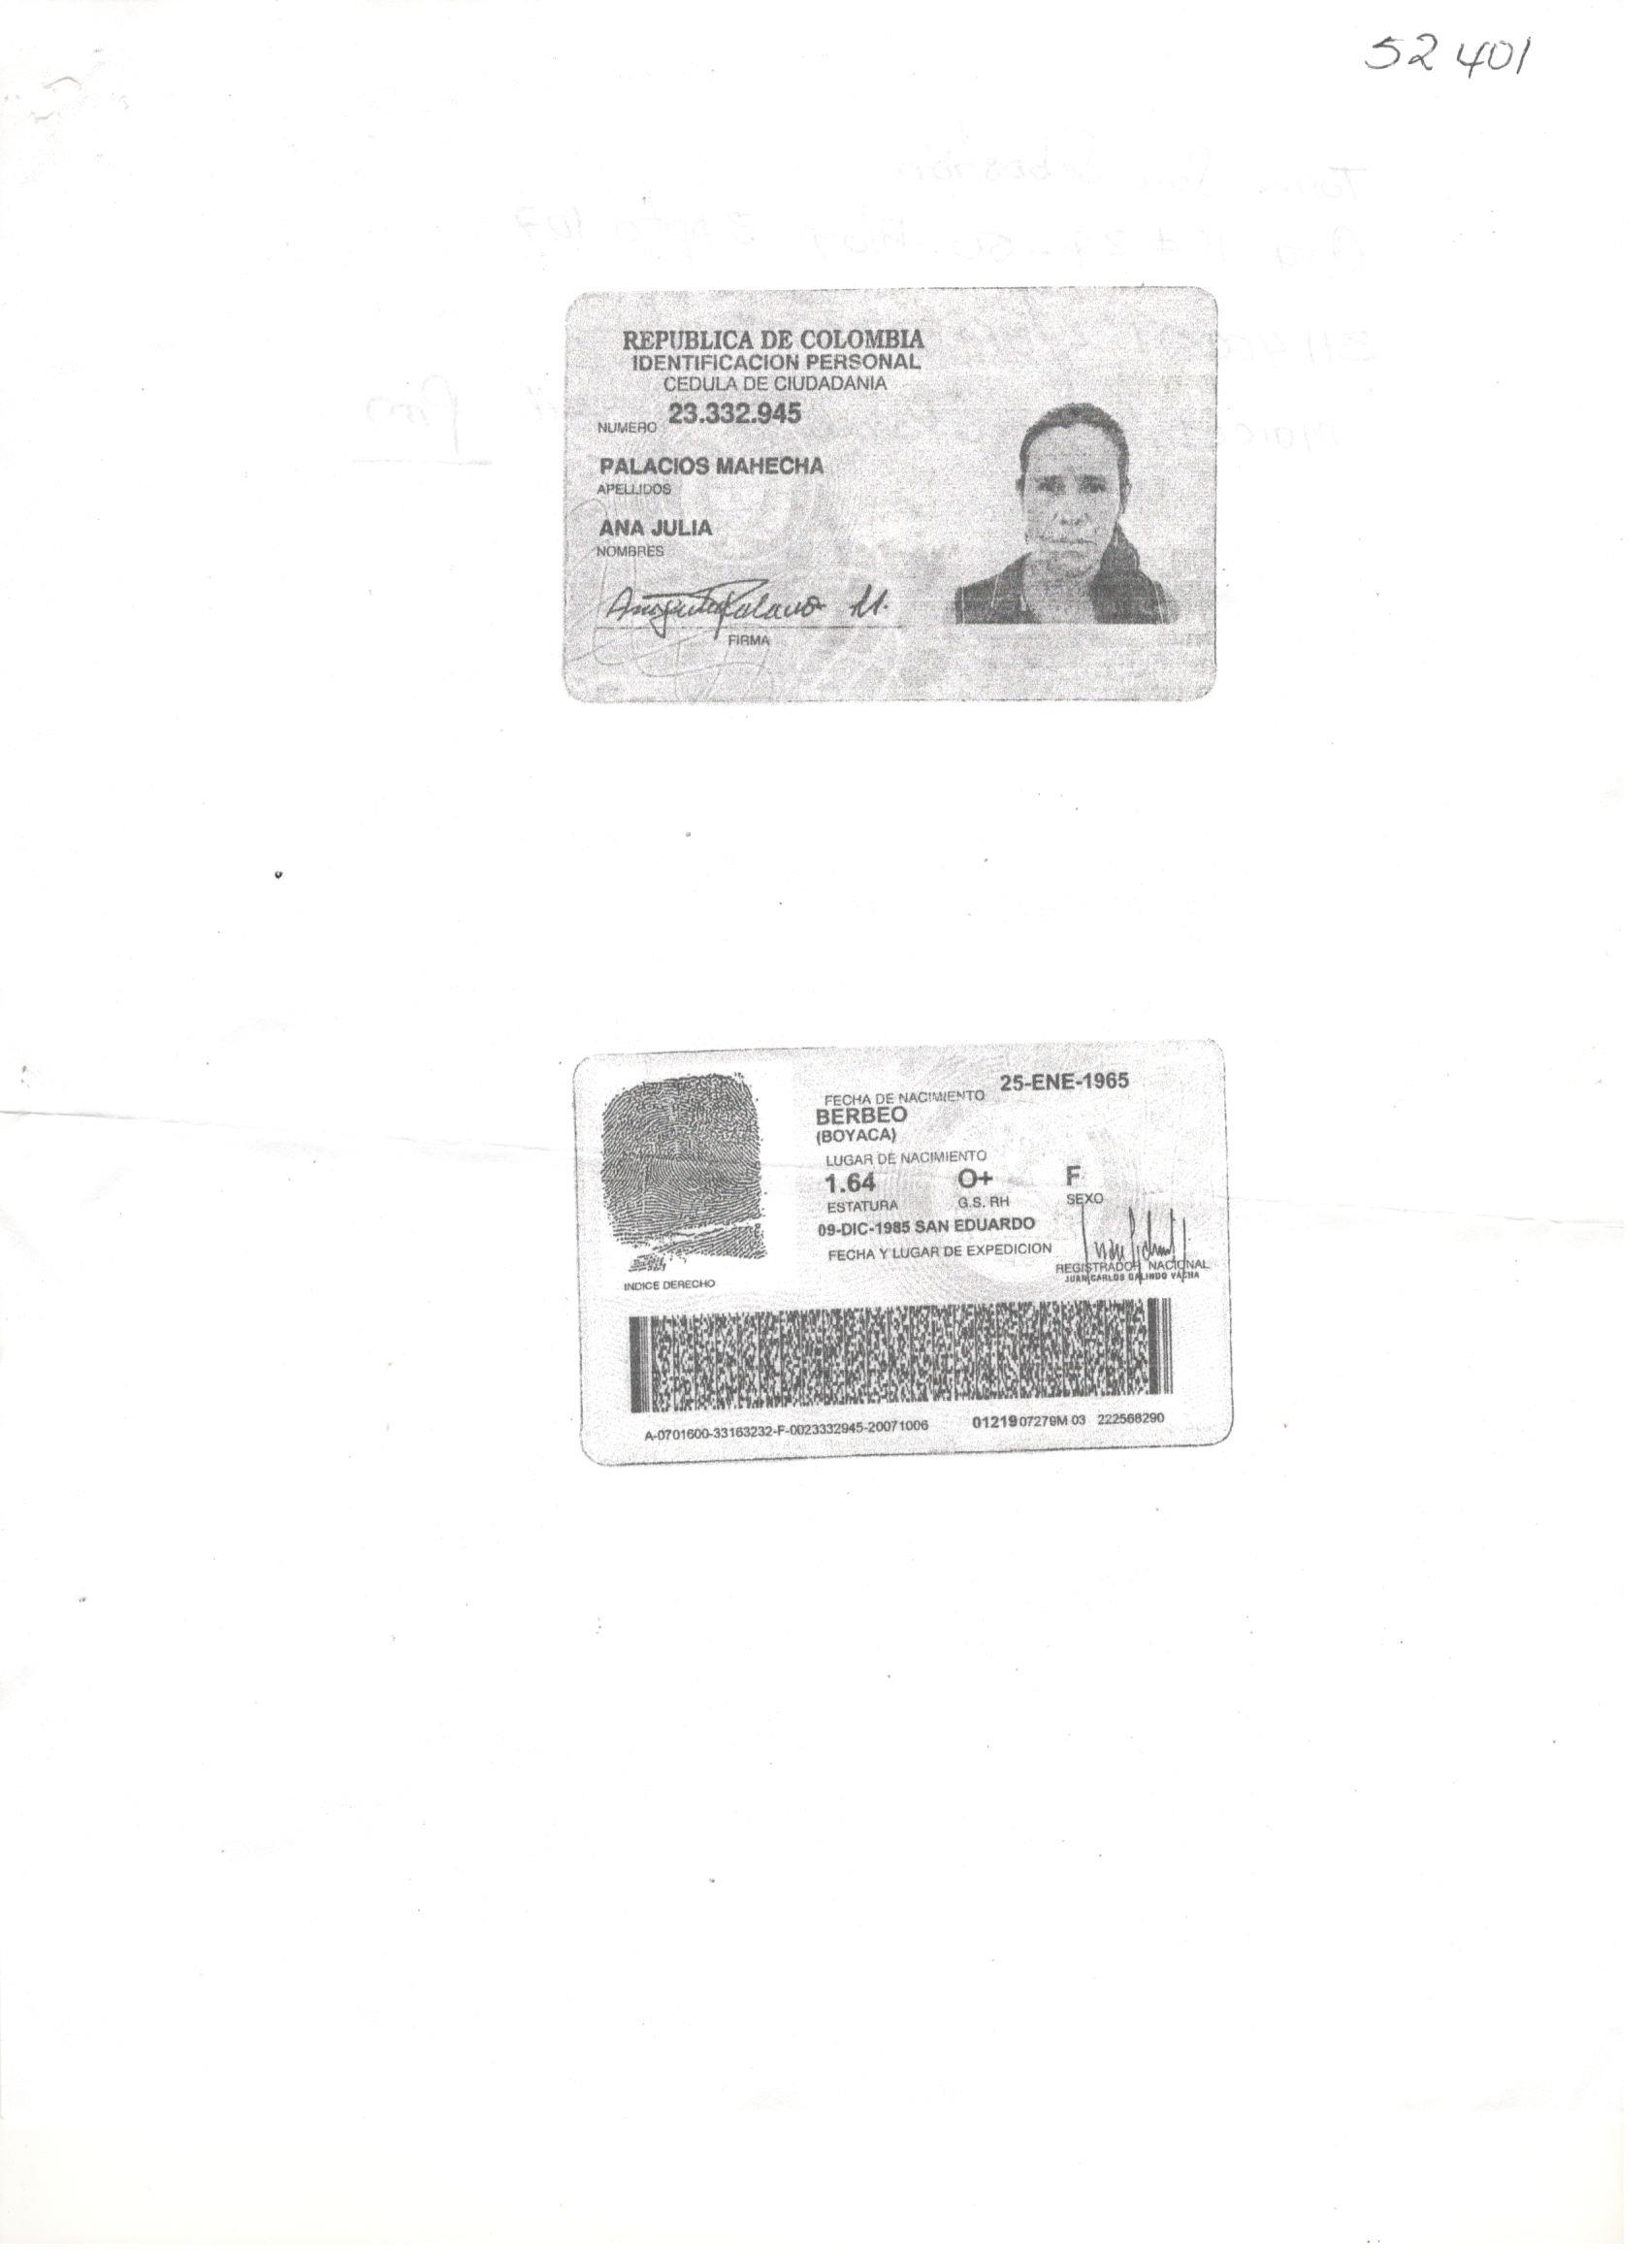 52 401
REPUBLICA DE COLOMBIA
IDENTIFICACION PERSONAL
CEDULA DE CIUDADANIA
NUMERO 23.332.945
PALACIOS MAHECHA
APELLIDOS
ANA JULIA
NOMBRES
FIRMA
FECHA DE NACIMIENTO 25-ENE-1965
BERBEO
(BOYACA)
LUGAR DE NACIMIENTO
1.64 O+ F
ESTATURA G.S. RH SEXO
09-DIC-1985 SAN EDUARDO
FECHA Y LUGAR DE EXPEDICION
REGISTRADOR NACIONAL
JUAN CARLOS GALINDO VACHA
INDICE DERECHO
A-0701600-33163232-F-0023332945-20071006 0121907279M 03 222568290